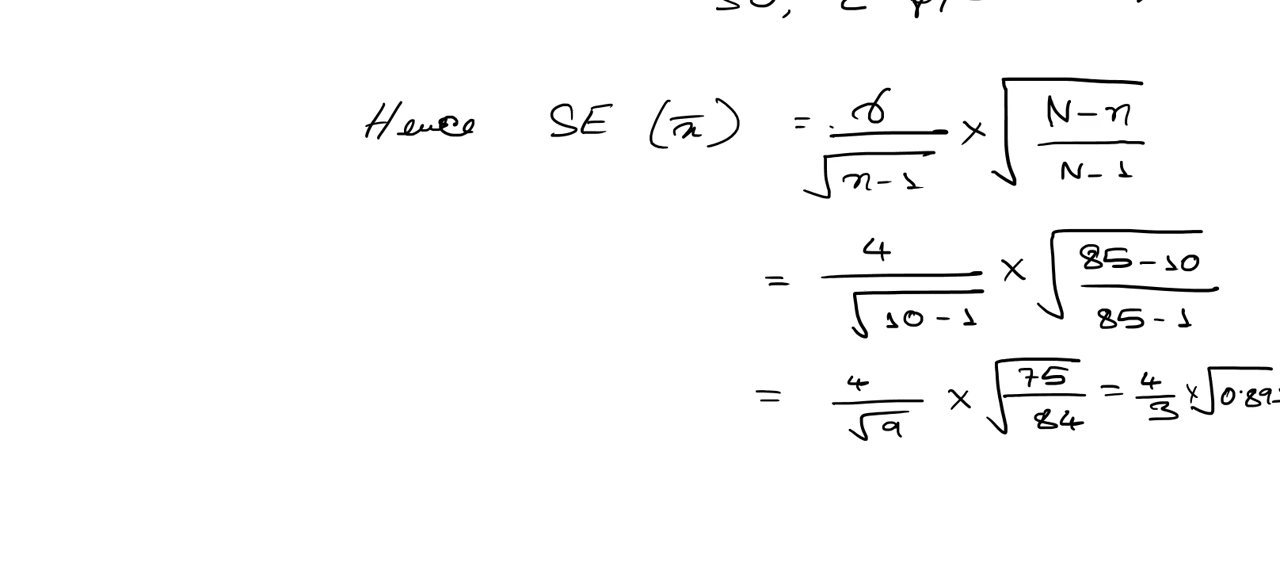 Hence SE (x̄) = σ / √(n-1) × √((N-n) / (N-1))
= 4 / √(10-1) × √((85-10) / (85-1))
= 4 / √9 × √(75 / 84) = 4 / 3 × √0.89